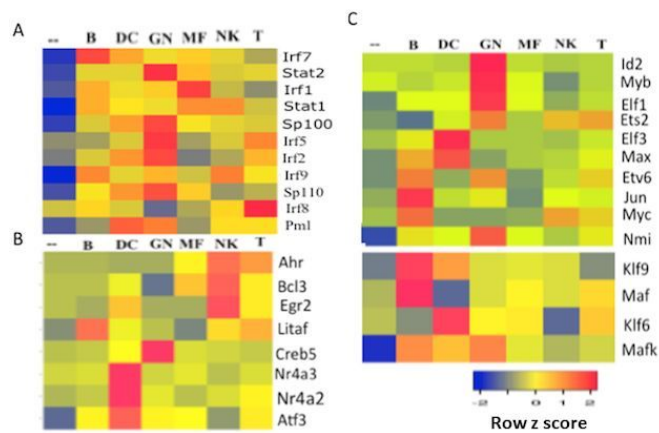 A
-- B DC GN MF NK T
Irf7
Stat2
Irf1
Stat1
Sp100
Irf5
Irf2
Irf9
Sp110
Irf8
Pml
B
-- B DC GN MF NK T
Ahr
Bcl3
Egr2
Litaf
Creb5
Nr4a3
Nr4a2
Atf3
C
-- B DC GN MF NK T
Id2
Myb
Elf1
Ets2
Elf3
Max
Etv6
Jun
Myc
Nmi
Klf9
Maf
Klf6
Mafk
-2 0 1 2
Row z score